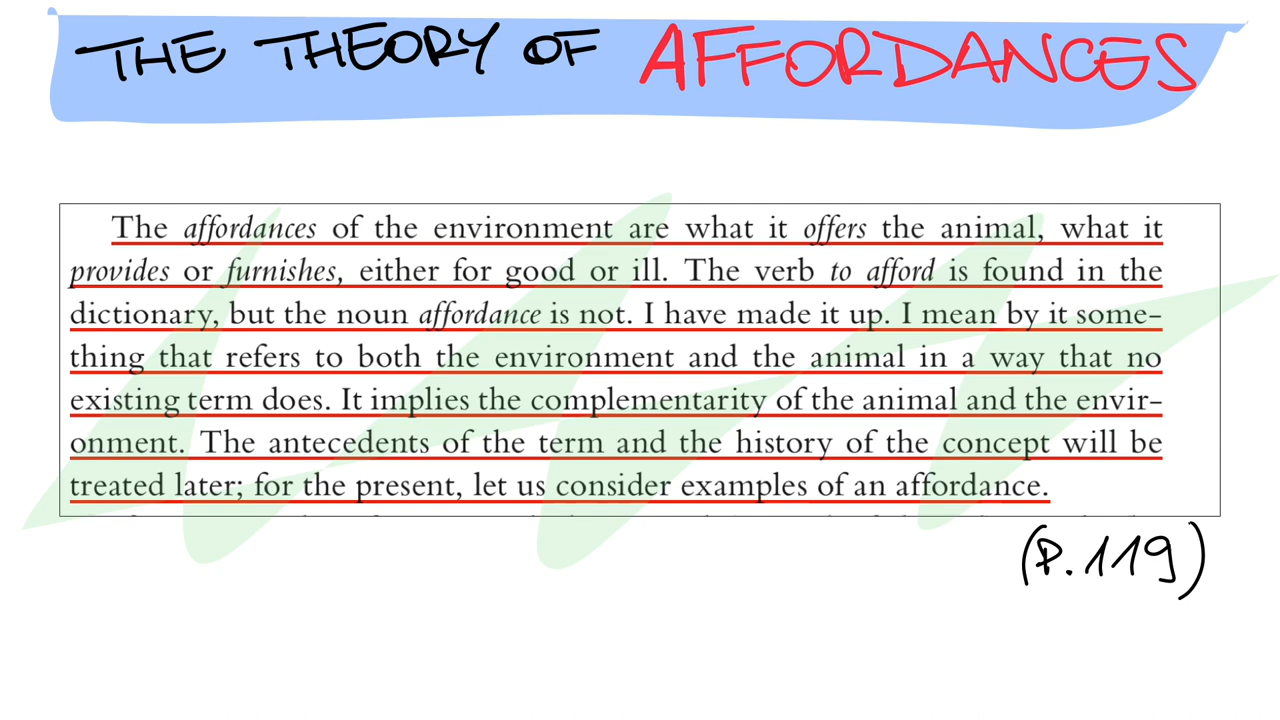 THE THEORY OF AFFORDANCES
The affordances of the environment are what it offers the animal, what it
provides or furnishes, either for good or ill. The verb to afford is found in the
dictionary, but the noun affordance is not. I have made it up. I mean by it some-
thing that refers to both the environment and the animal in a way that no
existing term does. It implies the complementarity of the animal and the envir-
onment. The antecedents of the term and the history of the concept will be
treated later; for the present, let us consider examples of an affordance.
(P. 119)